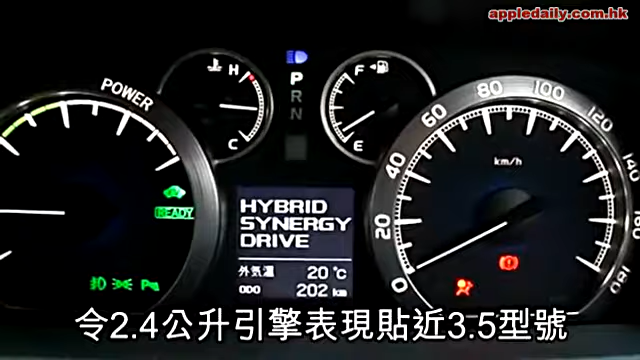 appledaily.com.hk
POWER
H
C
P
R
N
F
E
READY
HYBRID
SYNERGY
DRIVE
外気温 20 ℃
ODO 202 km
0
20
40
60
80
100
120
140
180
km/h
令2.4公升引擎表現貼近3.5型號